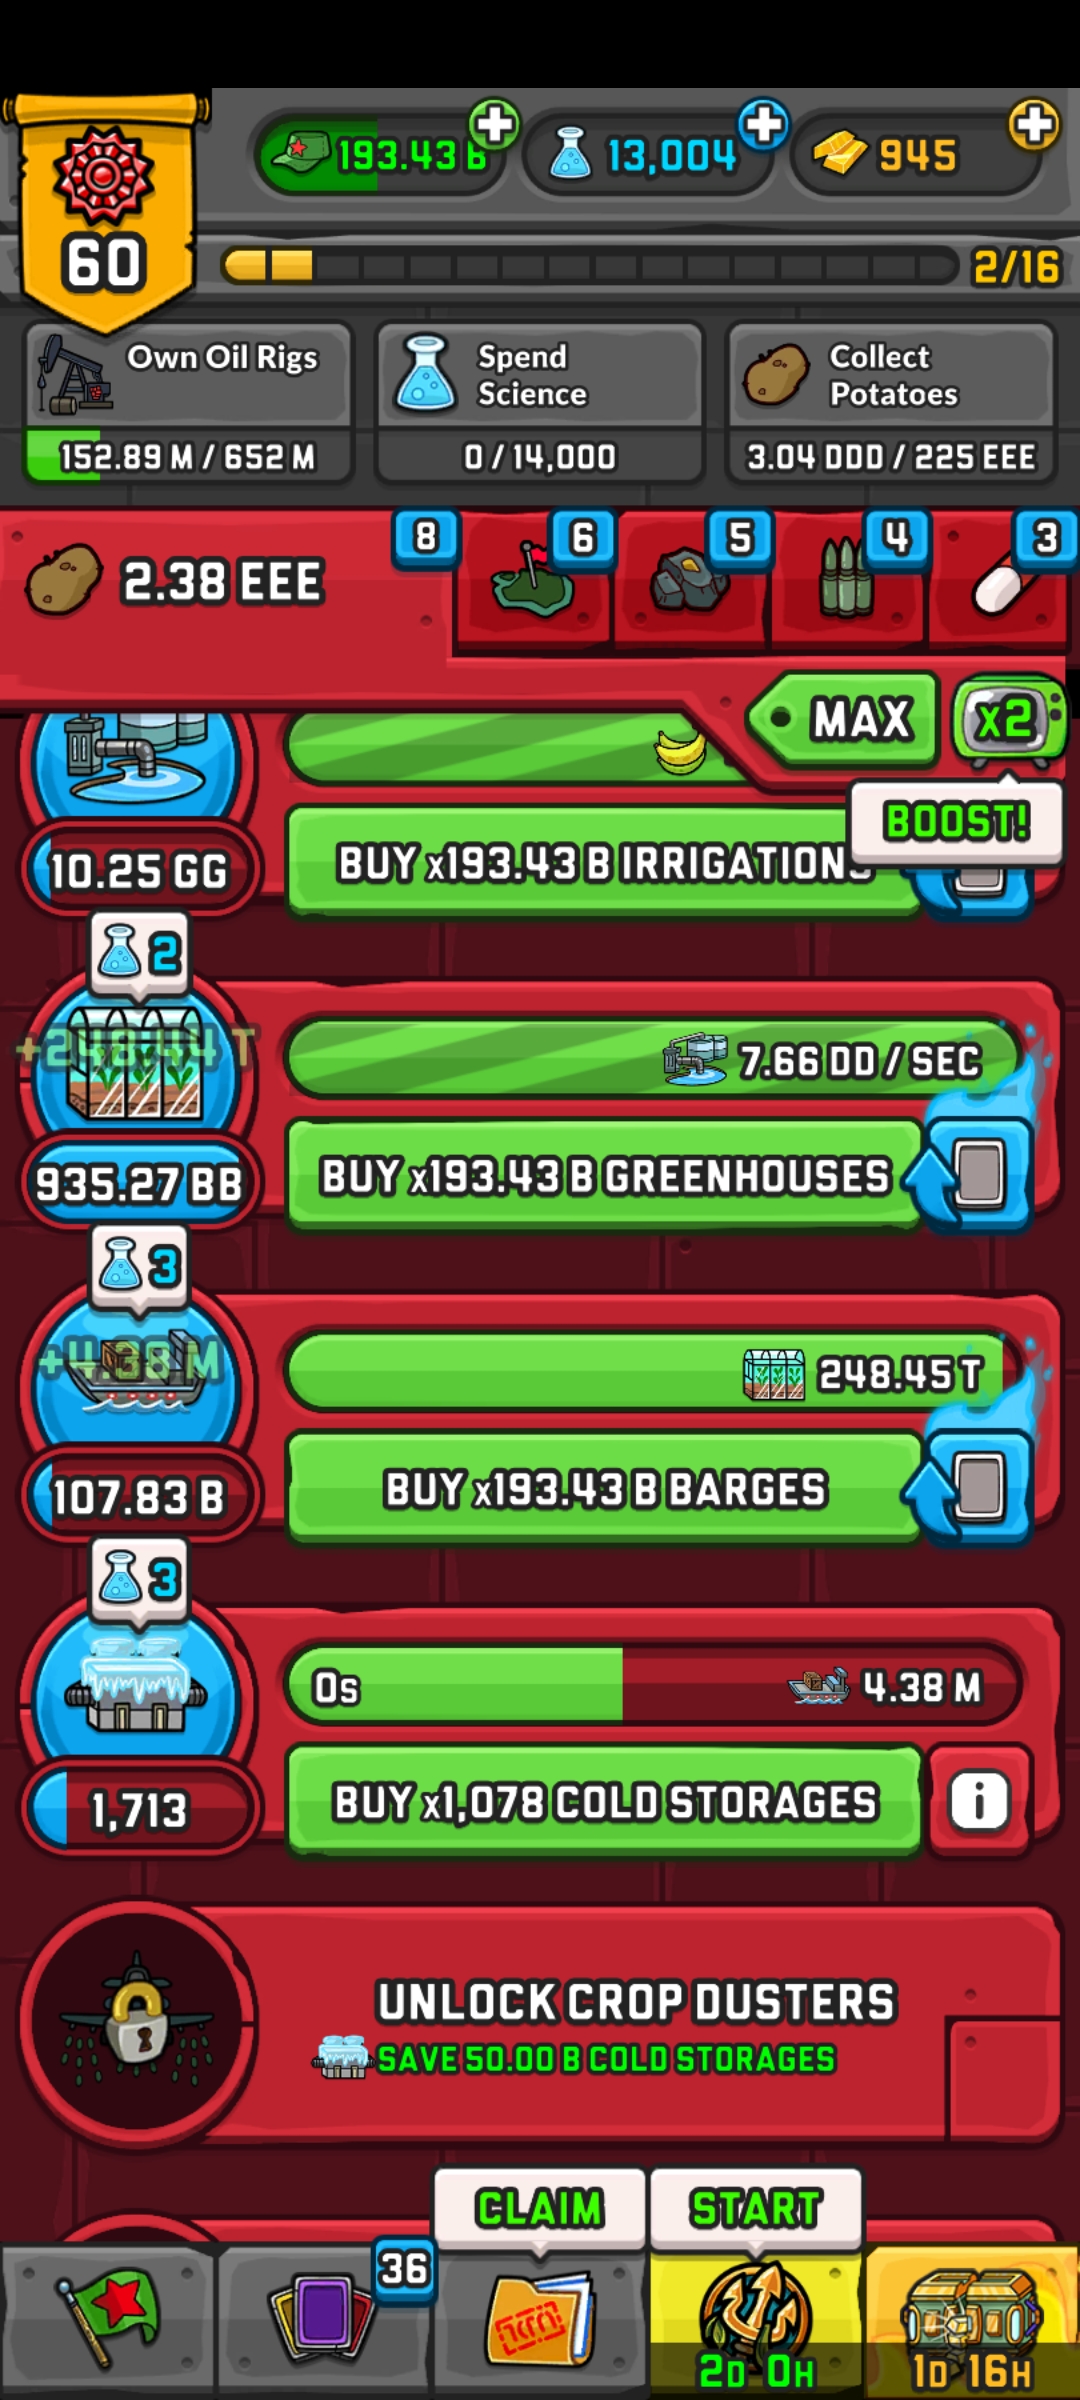 193.43 B
13,004
945
60
2/16
Own Oil Rigs
152.89 M / 652 M
Spend
Science
0 / 14,000
Collect
Potatoes
3.04 DDD / 225 EEE
2.38 EEE
8
6
5
4
3
MAX
x2
BOOST!
10.25 GG
BUY x193.43 B IRRIGATIONS
2
+248.44 T
7.66 DD / SEC
935.27 BB
BUY x193.43 B GREENHOUSES
3
+4.38 M
248.45 T
107.83 B
BUY x193.43 B BARGES
3
0s
4.38 M
1,713
BUY x1,078 COLD STORAGES
i
UNLOCK CROP DUSTERS
SAVE 50.00 B COLD STORAGES
CLAIM
START
36
2D 0H
1D 16H